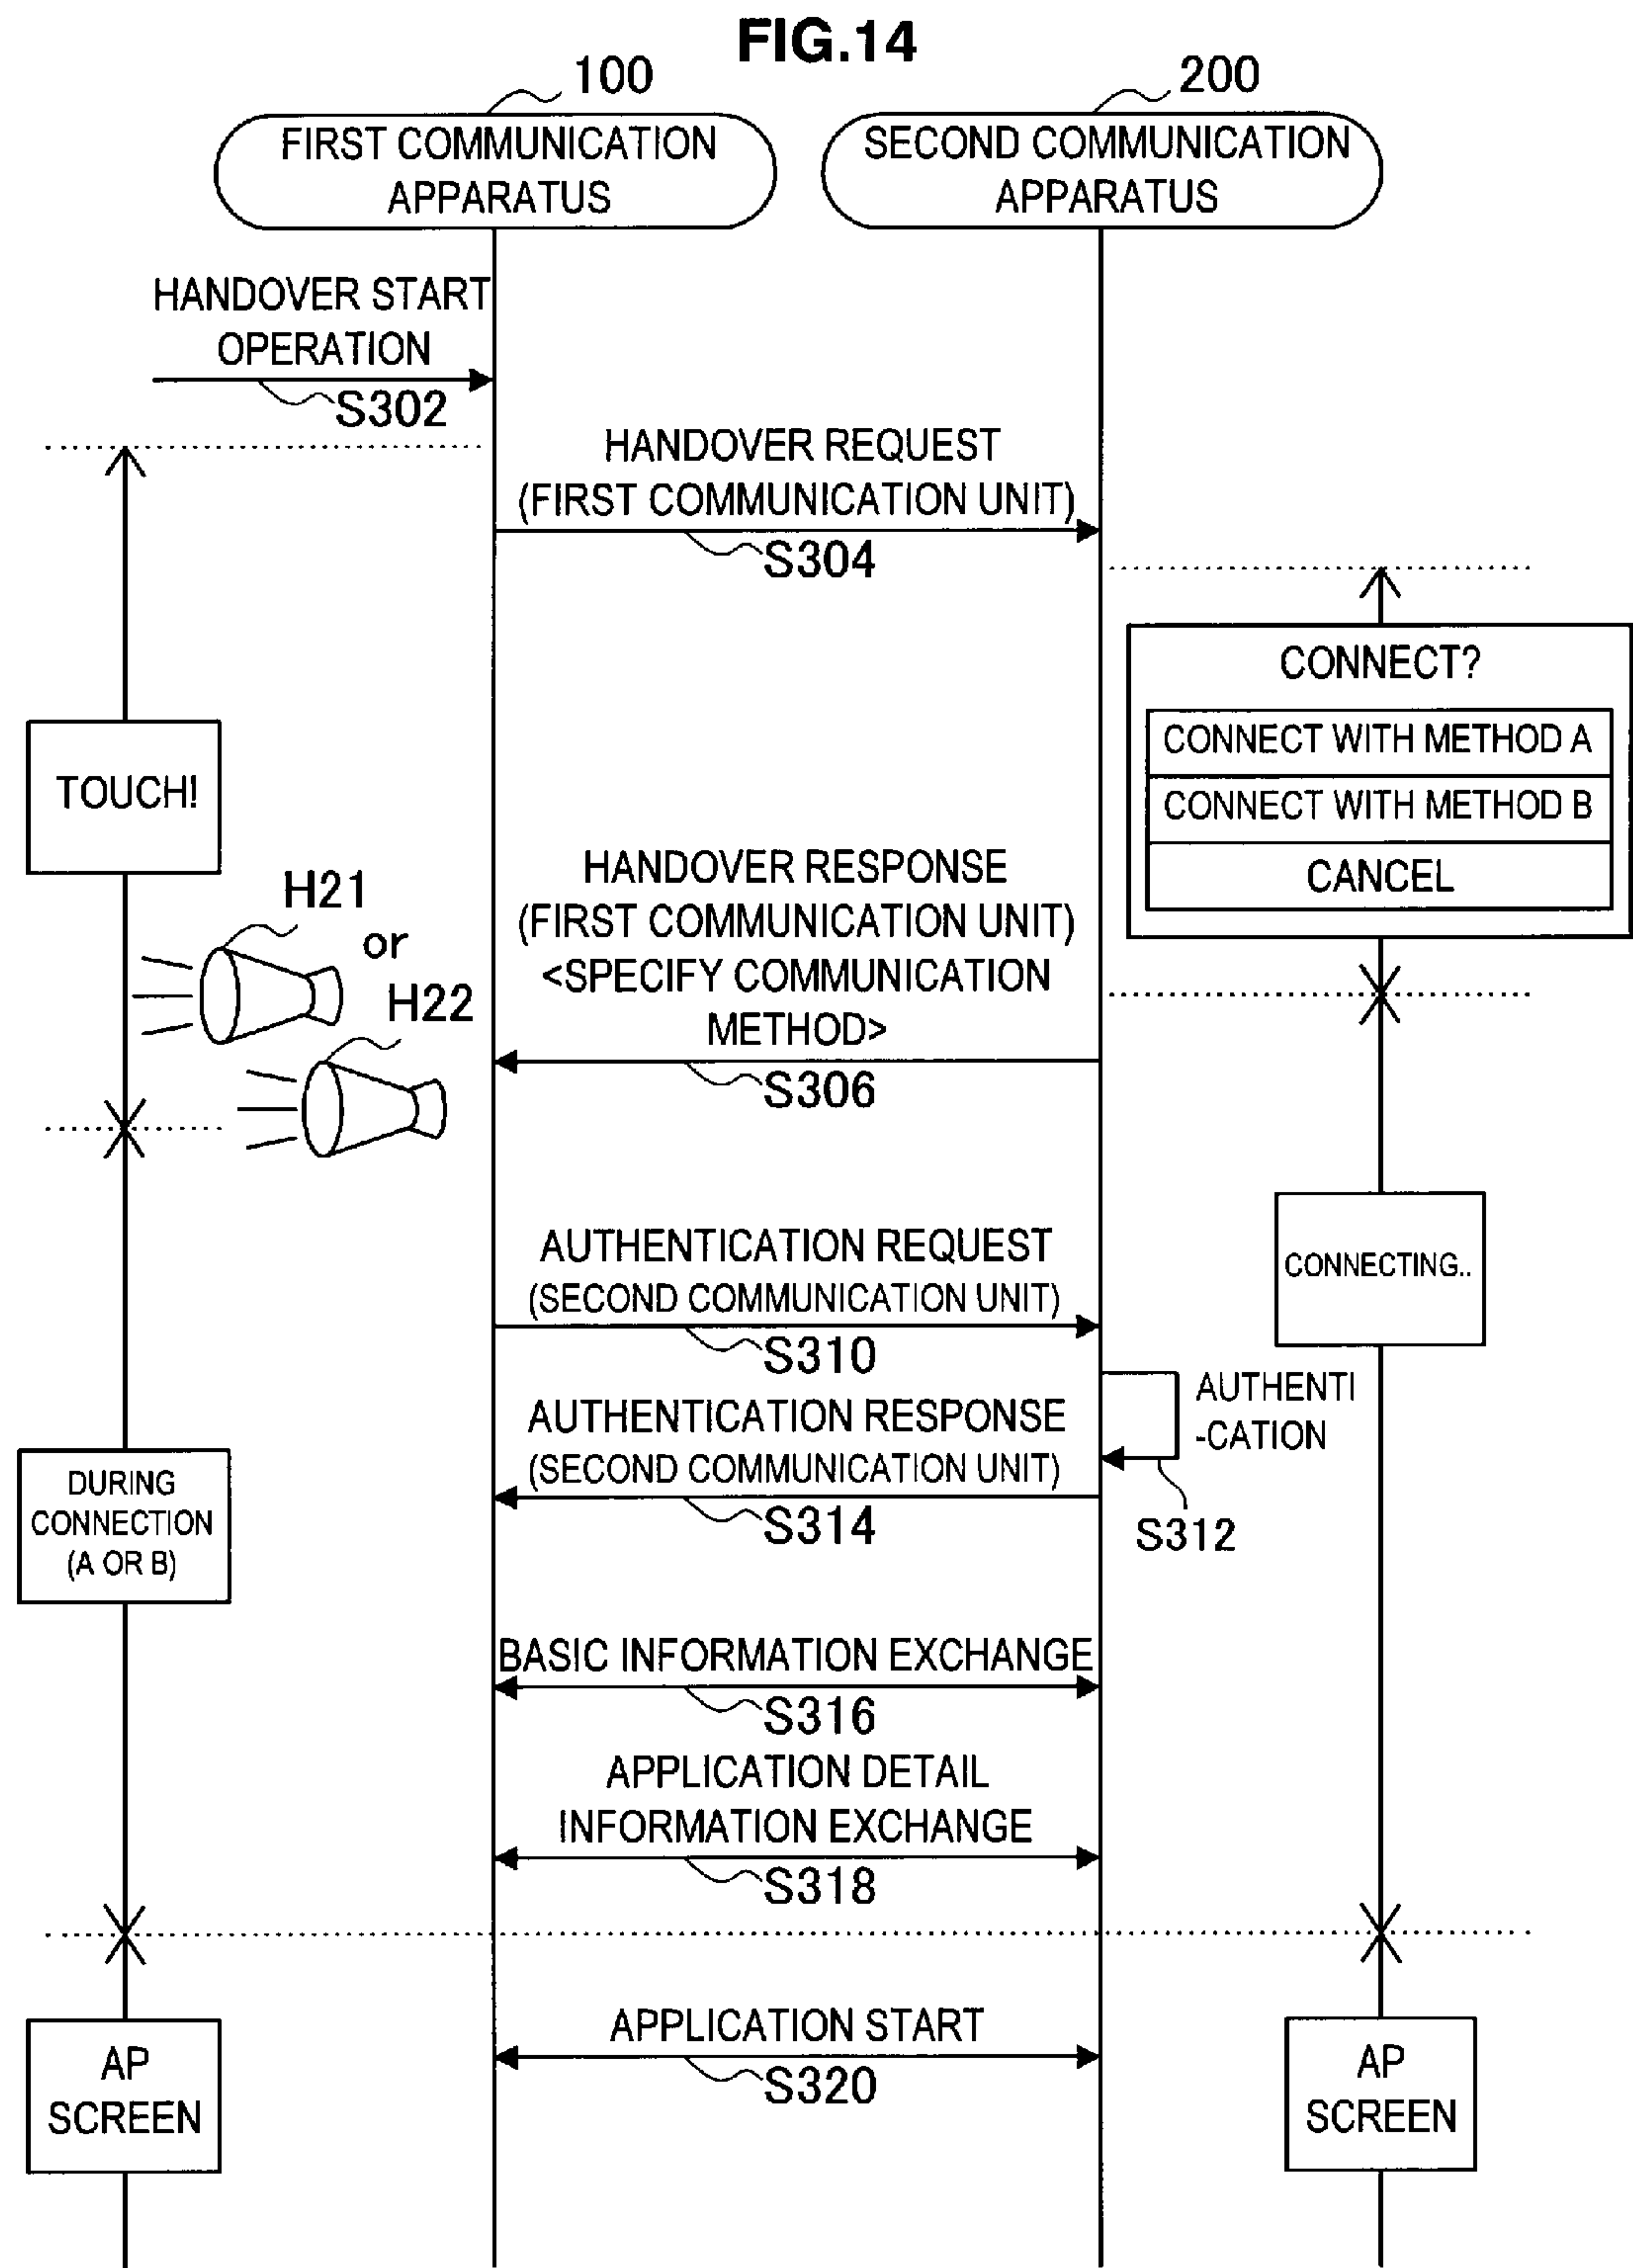 FIG.14
100
200
FIRST COMMUNICATION
APPARATUS
SECOND COMMUNICATION
APPARATUS
HANDOVER START
OPERATION
S302
HANDOVER REQUEST
(FIRST COMMUNICATION UNIT)
S304
CONNECT?
CONNECT WITH METHOD A
CONNECT WITH METHOD B
CANCEL
TOUCH!
H21
or
H22
HANDOVER RESPONSE
(FIRST COMMUNICATION UNIT)
<SPECIFY COMMUNICATION
METHOD>
S306
AUTHENTICATION REQUEST
(SECOND COMMUNICATION UNIT)
S310
CONNECTING..
AUTHENTI
-CATION
S312
AUTHENTICATION RESPONSE
(SECOND COMMUNICATION UNIT)
S314
DURING
CONNECTION
(A OR B)
BASIC INFORMATION EXCHANGE
S316
APPLICATION DETAIL
INFORMATION EXCHANGE
S318
APPLICATION START
S320
AP
SCREEN
AP
SCREEN